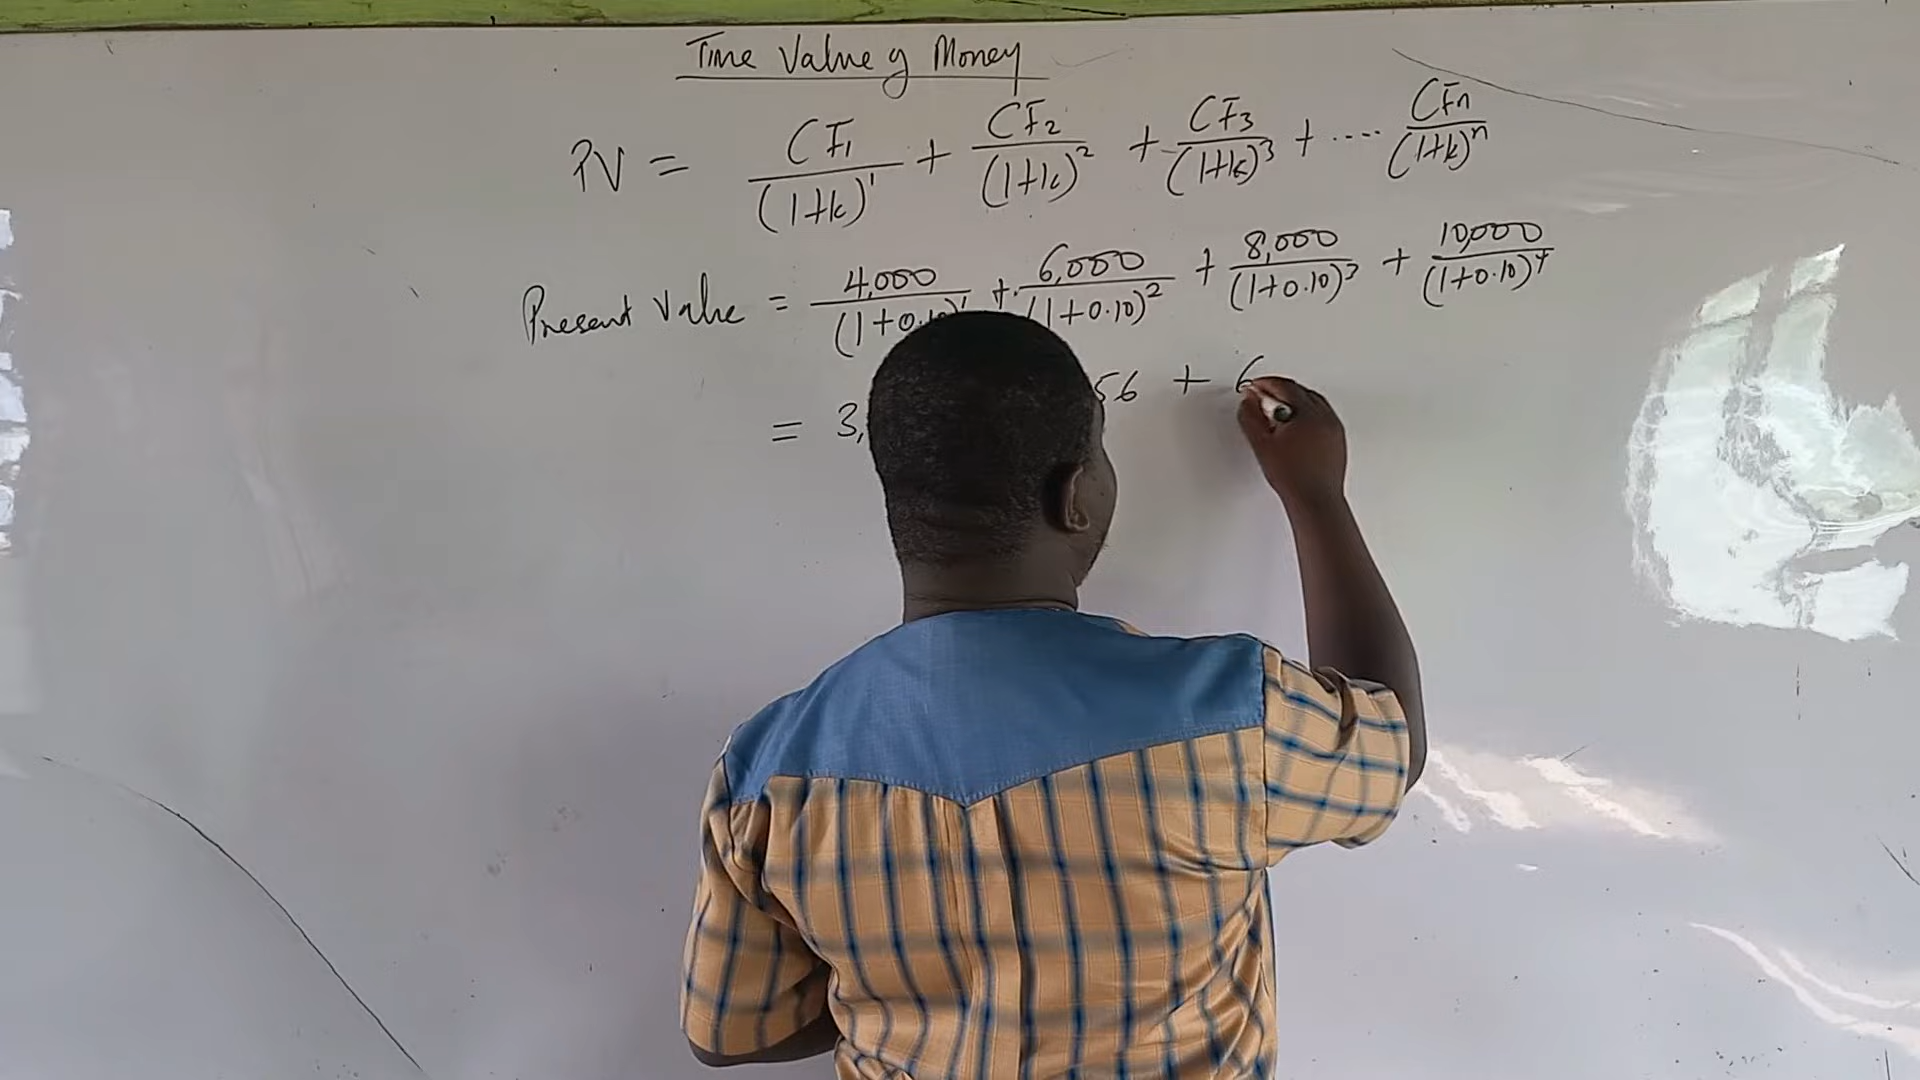 Time Value of Money
PV = CF1/(1+k)^1 + CF2/(1+k)^2 + CF3/(1+k)^3 + .... CFn/(1+k)^n
Present Value = 4,000/(1+0.10)^1 + 6,000/(1+0.10)^2 + 8,000/(1+0.10)^3 + 10,000/(1+0.10)^4
= 3, 56 + 6